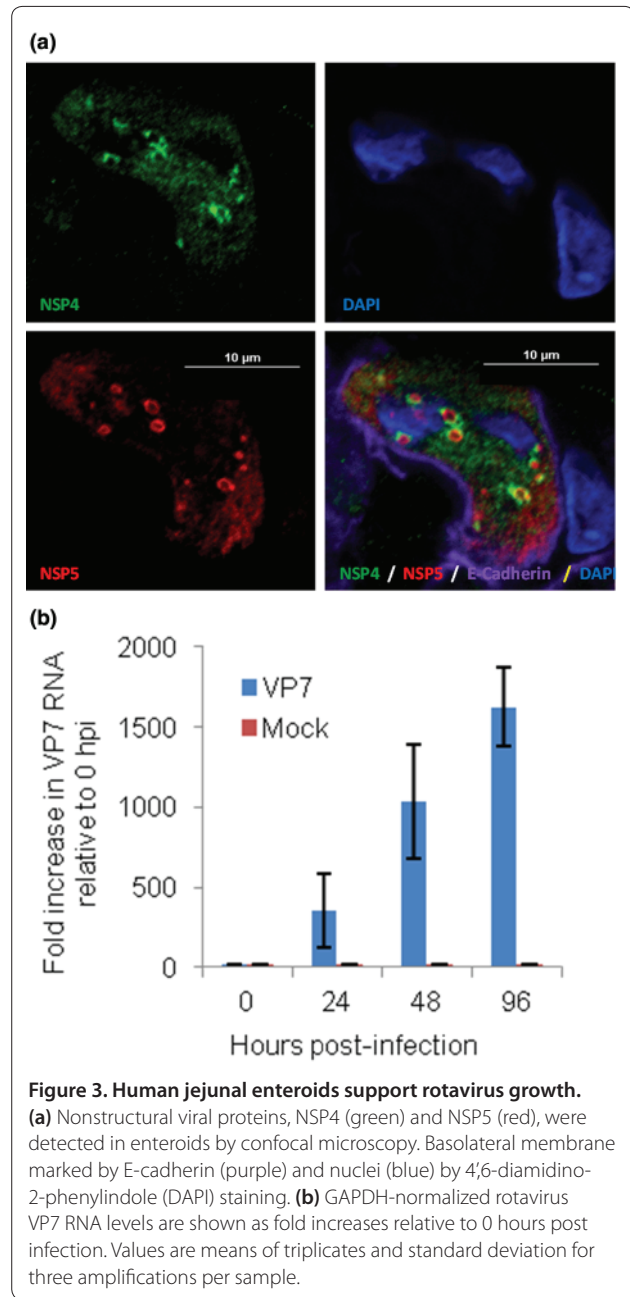 (a)
NSP4
DAPI
10 µm
10 µm
NSP5
NSP4 / NSP5 / E-Cadherin / DAPI
(b)
Fold increase in VP7 RNA
relative to 0 hpi
2000
1500
1000
500
0
VP7
Mock
0 24 48 96
Hours post-infection
Figure 3. Human jejunal enteroids support rotavirus growth.
(a) Nonstructural viral proteins, NSP4 (green) and NSP5 (red), were
detected in enteroids by confocal microscopy. Basolateral membrane
marked by E-cadherin (purple) and nuclei (blue) by 4′,6-diamidino-
2-phenylindole (DAPI) staining. (b) GAPDH-normalized rotavirus
VP7 RNA levels are shown as fold increases relative to 0 hours post
infection. Values are means of triplicates and standard deviation for
three amplifications per sample.